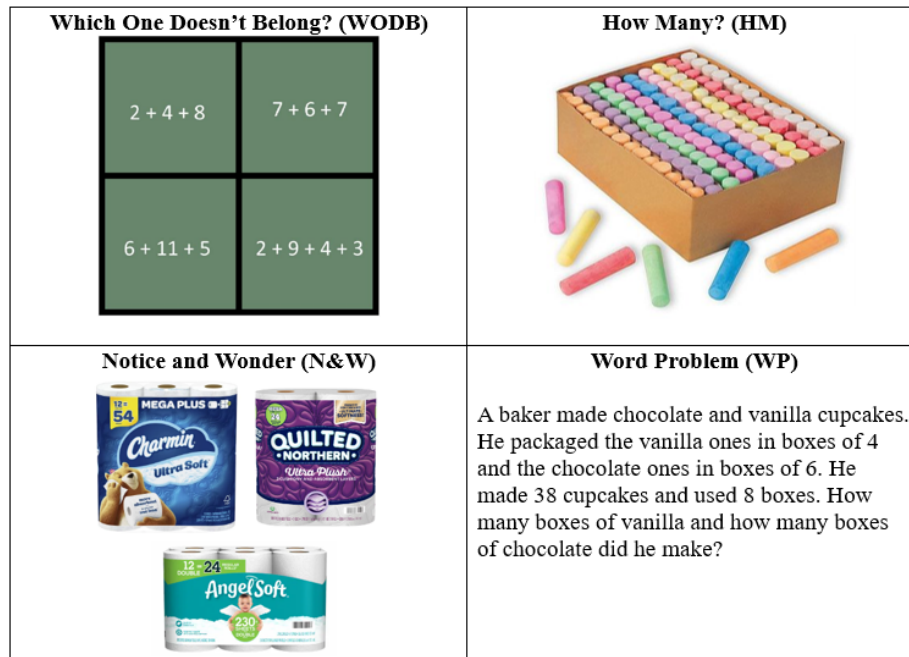 Which One Doesn't Belong? (WODB)
2 + 4 + 8
7 + 6 + 7
6 + 11 + 5
2 + 9 + 4 + 3
How Many? (HM)
Notice and Wonder (N&W)
12=
54
MEGA PLUS
Charmin
Ultra Soft
QUILTED
NORTHERN
Ultra Plush
12 = 24
DOUBLE
Angel Soft
230
SHEETS
DOUBLE
Word Problem (WP)
A baker made chocolate and vanilla cupcakes.
He packaged the vanilla ones in boxes of 4
and the chocolate ones in boxes of 6. He
made 38 cupcakes and used 8 boxes. How
many boxes of vanilla and how many boxes
of chocolate did he make?